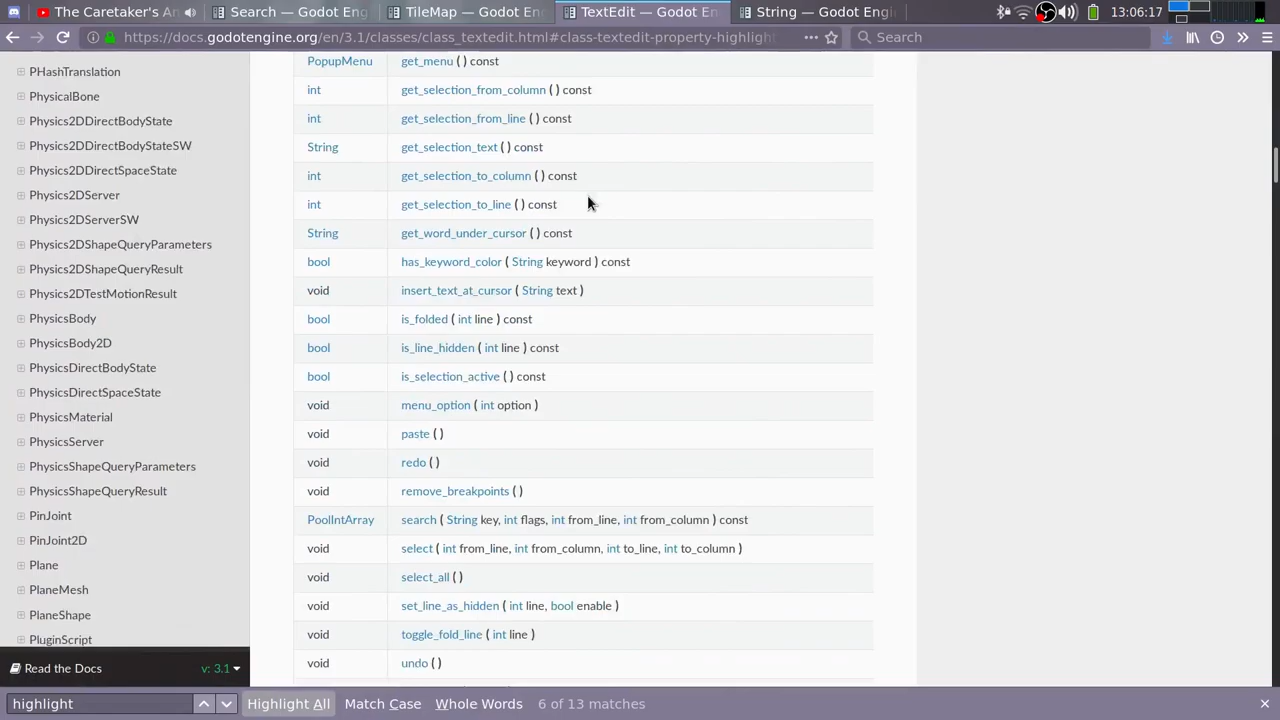 The Caretaker's An
Search — Godot Eng
TileMap — Godot Eng
TextEdit — Godot En
String — Godot Engi
13:06:17
https://docs.godotengine.org/en/3.1/classes/class_textedit.html#class-textedit-property-highlight
Search
PHashTranslation
PhysicalBone
Physics2DDirectBodyState
Physics2DDirectBodyStateSW
Physics2DDirectSpaceState
Physics2DServer
Physics2DServerSW
Physics2DShapeQueryParameters
Physics2DShapeQueryResult
Physics2DTestMotionResult
PhysicsBody
PhysicsBody2D
PhysicsDirectBodyState
PhysicsDirectSpaceState
PhysicsMaterial
PhysicsServer
PhysicsShapeQueryParameters
PhysicsShapeQueryResult
PinJoint
PinJoint2D
Plane
PlaneMesh
PlaneShape
PluginScript
Read the Docs v: 3.1
PopupMenu get_menu ( ) const
int get_selection_from_column ( ) const
int get_selection_from_line ( ) const
String get_selection_text ( ) const
int get_selection_to_column ( ) const
int get_selection_to_line ( ) const
String get_word_under_cursor ( ) const
bool has_keyword_color ( String keyword ) const
void insert_text_at_cursor ( String text )
bool is_folded ( int line ) const
bool is_line_hidden ( int line ) const
bool is_selection_active ( ) const
void menu_option ( int option )
void paste ( )
void redo ( )
void remove_breakpoints ( )
PoolIntArray search ( String key, int flags, int from_line, int from_column ) const
void select ( int from_line, int from_column, int to_line, int to_column )
void select_all ( )
void set_line_as_hidden ( int line, bool enable )
void toggle_fold_line ( int line )
void undo ( )
highlight
Highlight All
Match Case
Whole Words
6 of 13 matches